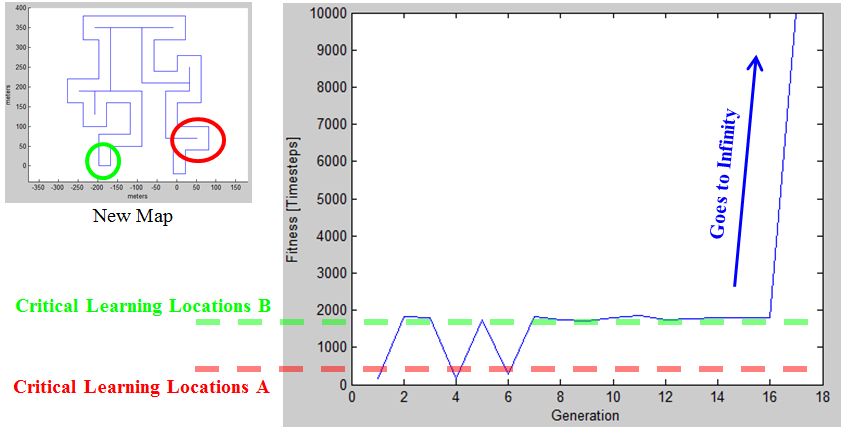 400
350
300
250
200
150
100
50
0
meters
-350 -300 -250 -200 -150 -100 -50 0 50 100 150
meters
New Map
Critical Learning Locations B
Critical Learning Locations A
10000
9000
8000
7000
6000
5000
4000
3000
2000
1000
0
Fitness [Timesteps]
Goes to Infinity
0 2 4 6 8 10 12 14 16 18
Generation